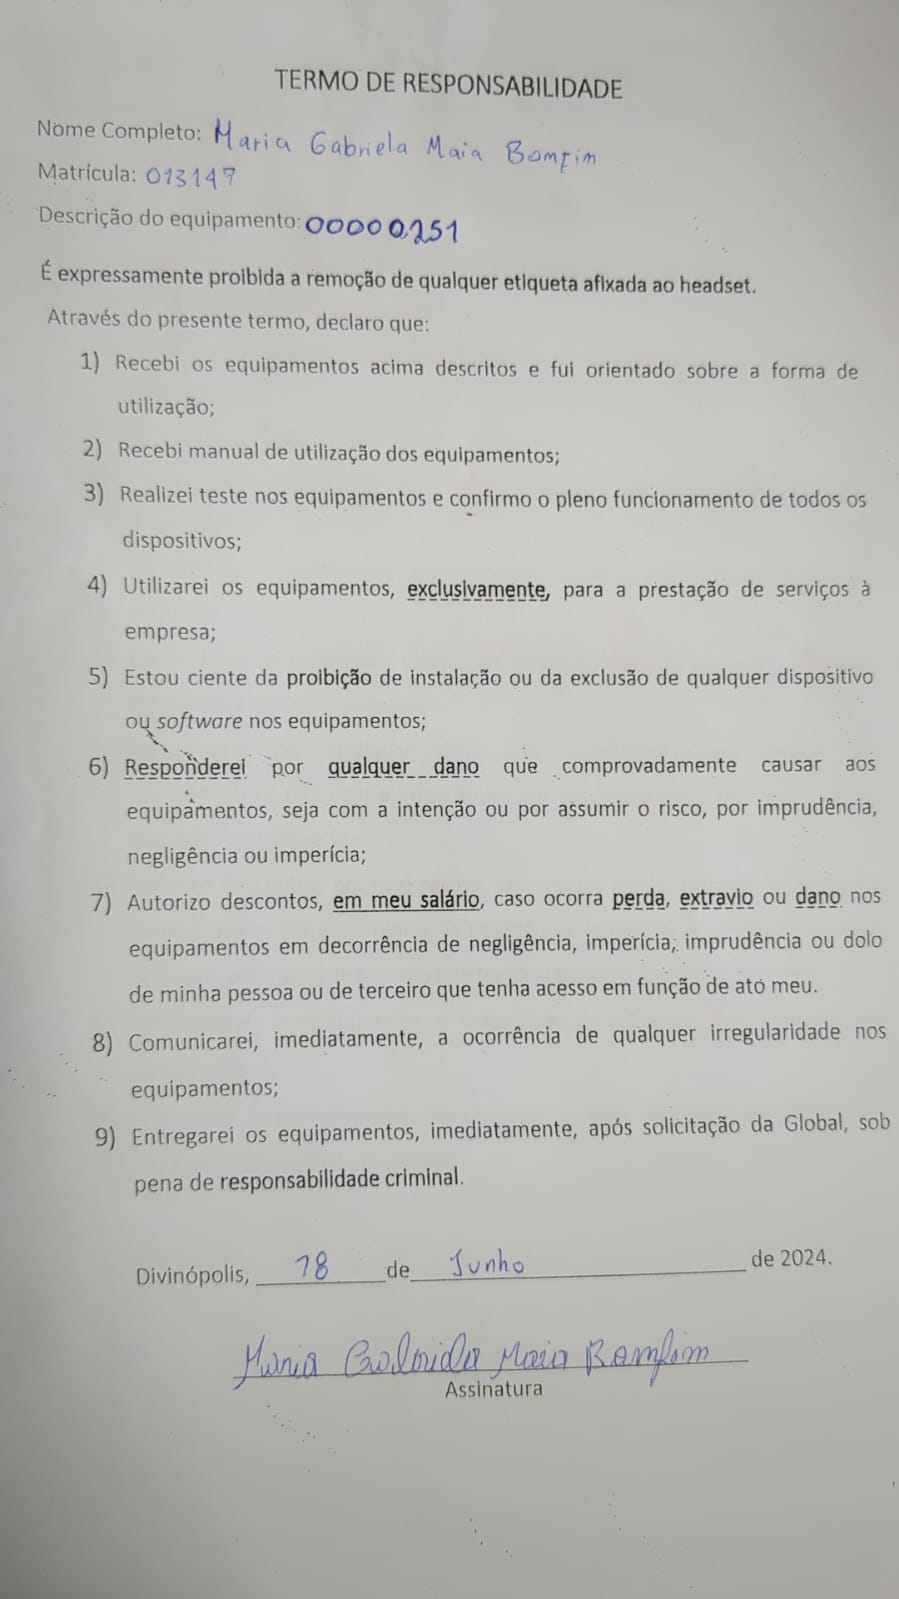 TERMO DE RESPONSABILIDADE
Nome Completo: Maria Gabriela Maia Bomfim
Matrícula: 013147
Descrição do equipamento: 00000251
É expressamente proibida a remoção de qualquer etiqueta afixada ao headset.
Através do presente termo, declaro que:
1) Recebi os equipamentos acima descritos e fui orientado sobre a forma de
utilização;
2) Recebi manual de utilização dos equipamentos;
3) Realizei teste nos equipamentos e confirmo o pleno funcionamento de todos os
dispositivos;
4) Utilizarei os equipamentos, exclusivamente, para a prestação de serviços à
empresa;
5) Estou ciente da proibição de instalação ou da exclusão de qualquer dispositivo
ou software nos equipamentos;
6) Responderei por qualquer dano que comprovadamente causar aos
equipamentos, seja com a intenção ou por assumir o risco, por imprudência,
negligência ou imperícia;
7) Autorizo descontos, em meu salário, caso ocorra perda, extravio ou dano nos
equipamentos em decorrência de negligência, imperícia, imprudência ou dolo
de minha pessoa ou de terceiro que tenha acesso em função de ato meu.
8) Comunicarei, imediatamente, a ocorrência de qualquer irregularidade nos
equipamentos;
9) Entregarei os equipamentos, imediatamente, após solicitação da Global, sob
pena de responsabilidade criminal.
Divinópolis, 18 de Junho de 2024.
Maria Gabriela Maia Bomfim
Assinatura